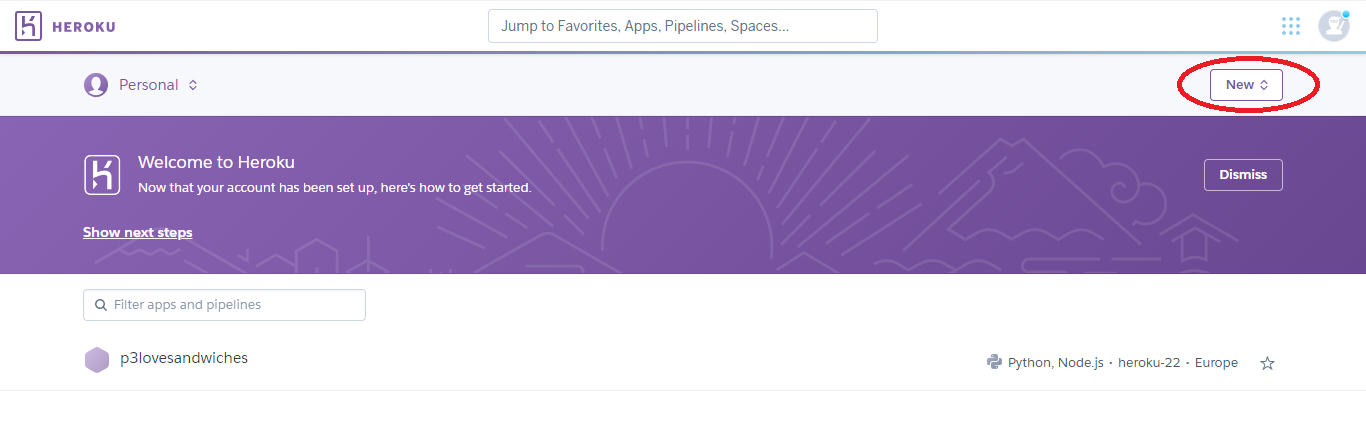 HEROKU
Jump to Favorites, Apps, Pipelines, Spaces...
Personal
New
Welcome to Heroku
Now that your account has been set up, here's how to get started.
Dismiss
Show next steps
Filter apps and pipelines
p3lovesandwiches
Python, Node.js · heroku-22 · Europe